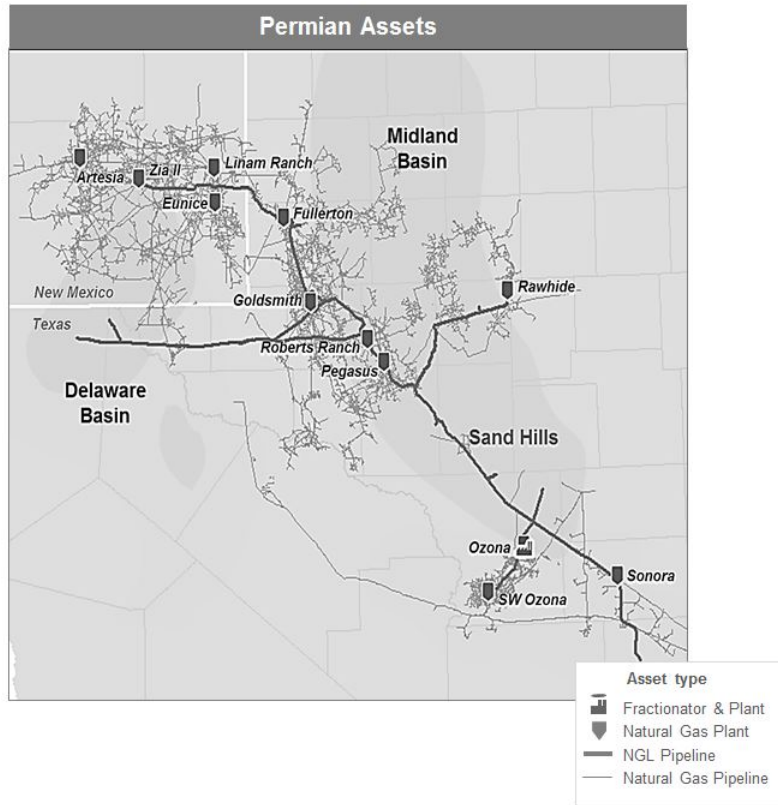 Permian Assets
Midland
Basin
Linam Ranch
Zia II
Artesia
Eunice
Fullerton
Rawhide
New Mexico
Goldsmith
Texas
Roberts Ranch
Pegasus
Delaware
Basin
Sand Hills
Ozona
Sonora
SW Ozona
Asset type
Fractionator & Plant
Natural Gas Plant
NGL Pipeline
Natural Gas Pipeline